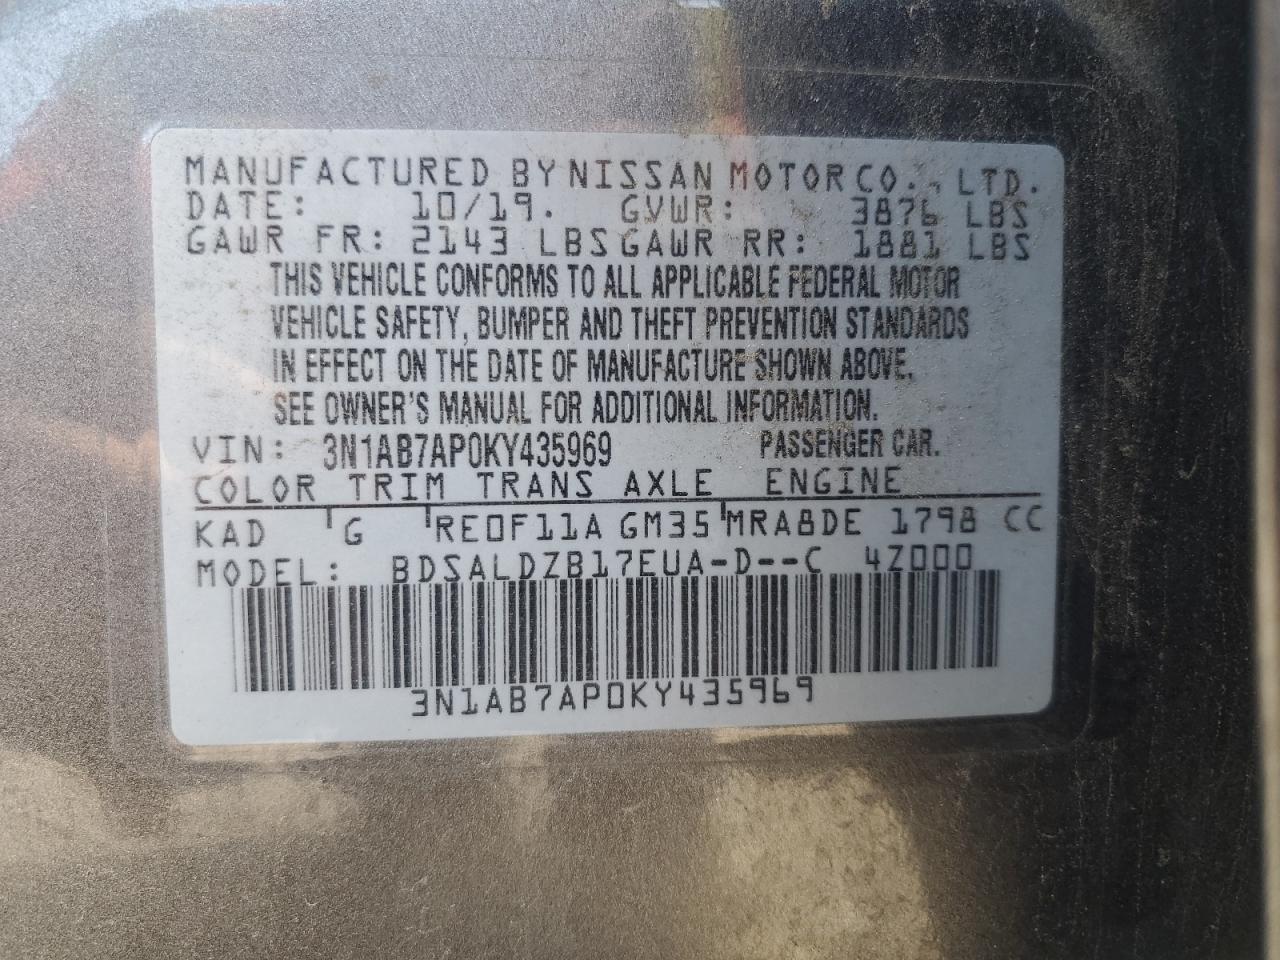 MANUFACTURED BY NISSAN MOTOR CO., LTD.
DATE: 10/19. GVWR: 3876 LBS
GAWR FR: 2143 LBS GAWR RR: 1881 LBS
THIS VEHICLE CONFORMS TO ALL APPLICABLE FEDERAL MOTOR
VEHICLE SAFETY, BUMPER AND THEFT PREVENTION STANDARDS
IN EFFECT ON THE DATE OF MANUFACTURE SHOWN ABOVE.
SEE OWNER'S MANUAL FOR ADDITIONAL INFORMATION.
VIN: 3N1AB7AP0KY435969 PASSENGER CAR.
COLOR TRIM TRANS AXLE ENGINE
KAD G RE0F11A GM35 MRA8DE 1798 CC
MODEL: BDSALDZB17EUA-D--C 4Z000
3N1AB7AP0KY435969